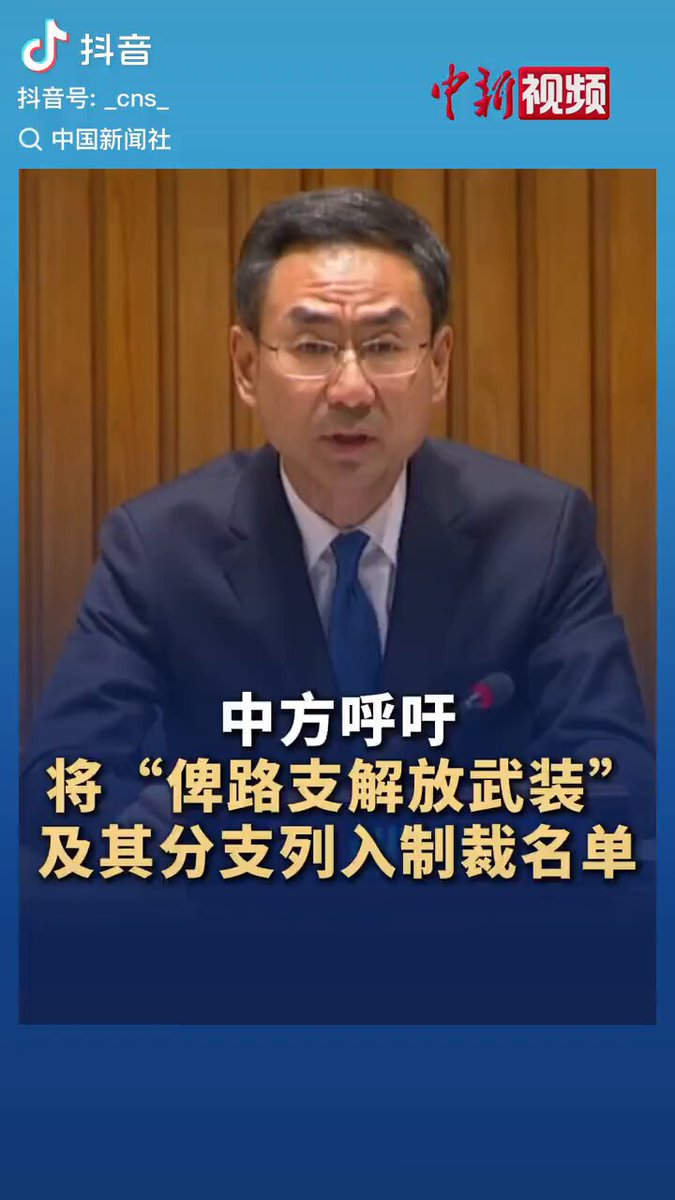 抖音
抖音号: _cns_
中国新闻社
中新视频
中方呼吁
将“俾路支解放武装”
及其分支列入制裁名单